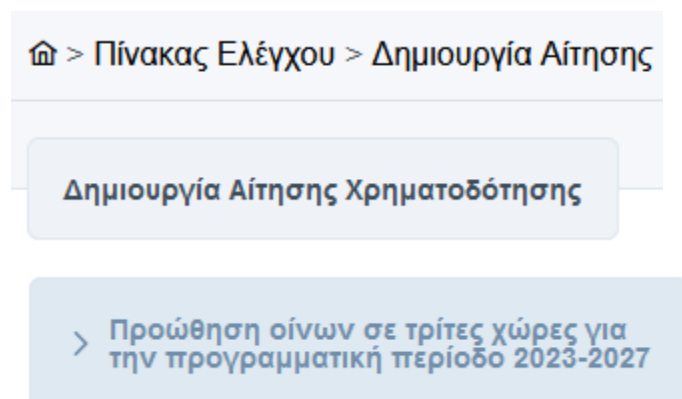 > Πίνακας Ελέγχου > Δημιουργία Αίτησης
Δημιουργία Αίτησης Χρηματοδότησης
Προώθηση οίνων σε τρίτες χώρες για
την προγραμματική περίοδο 2023-2027